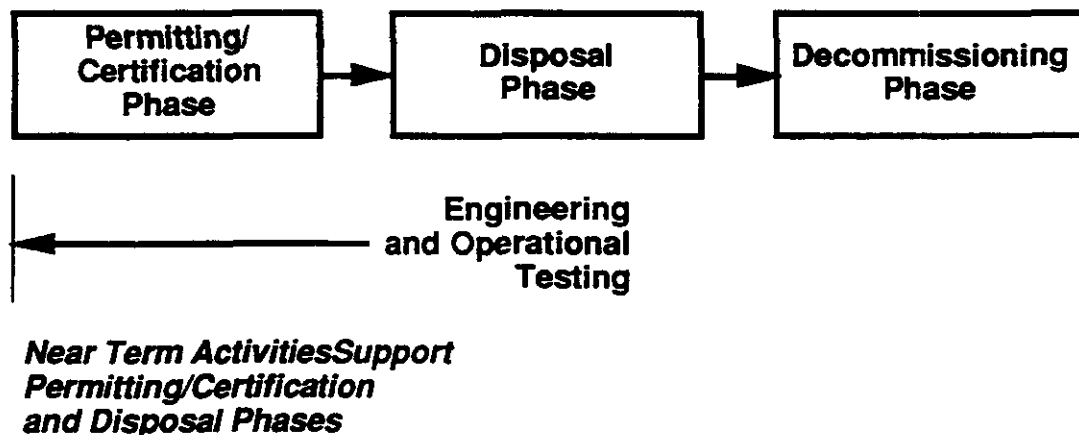 Permitting/
Certification
Phase
Disposal
Phase
Decommissioning
Phase
Engineering
and Operational
Testing
Near Term ActivitiesSupport
Permitting/Certification
and Disposal Phases